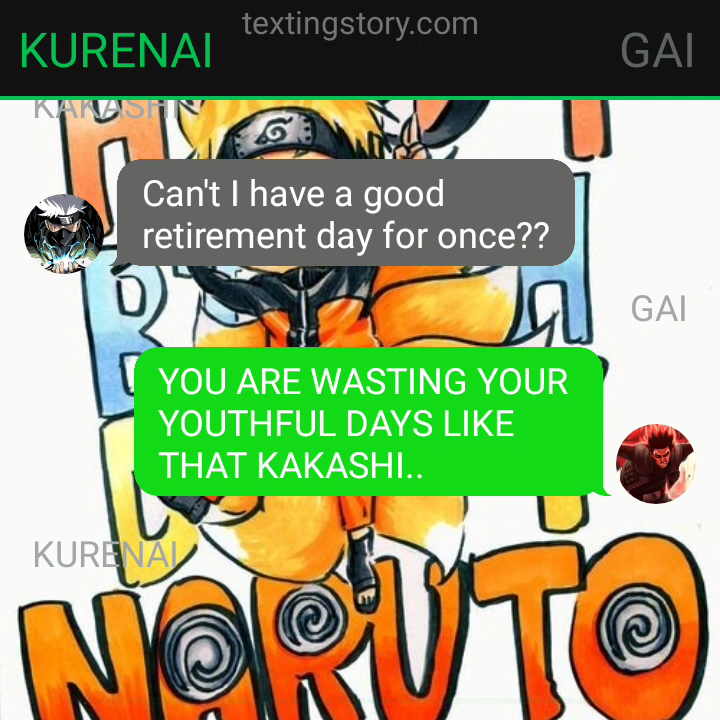 textingstory.com
KURENAI GAI
KAKASHI
Can't I have a good
retirement day for once??
GAI
YOU ARE WASTING YOUR
YOUTHFUL DAYS LIKE
THAT KAKASHI..
KURENAI
NARUTO